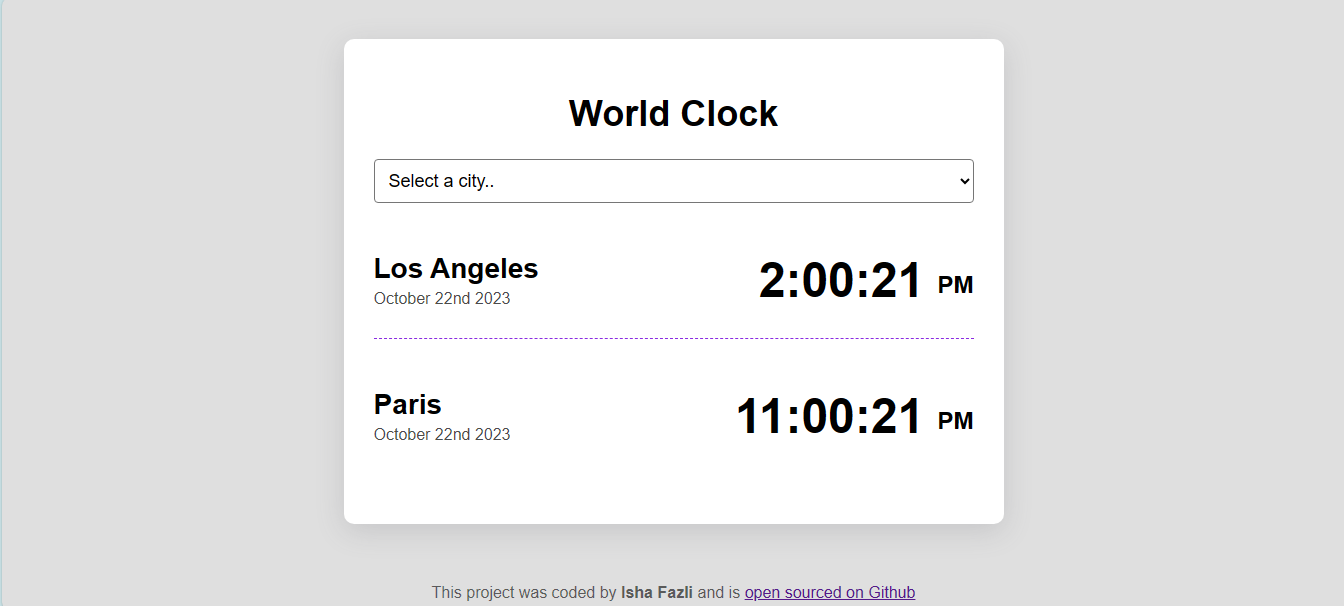 World Clock
Select a city..
Los Angeles
October 22nd 2023
2:00:21 PM
Paris
October 22nd 2023
11:00:21 PM
This project was coded by Isha Fazli and is open sourced on Github